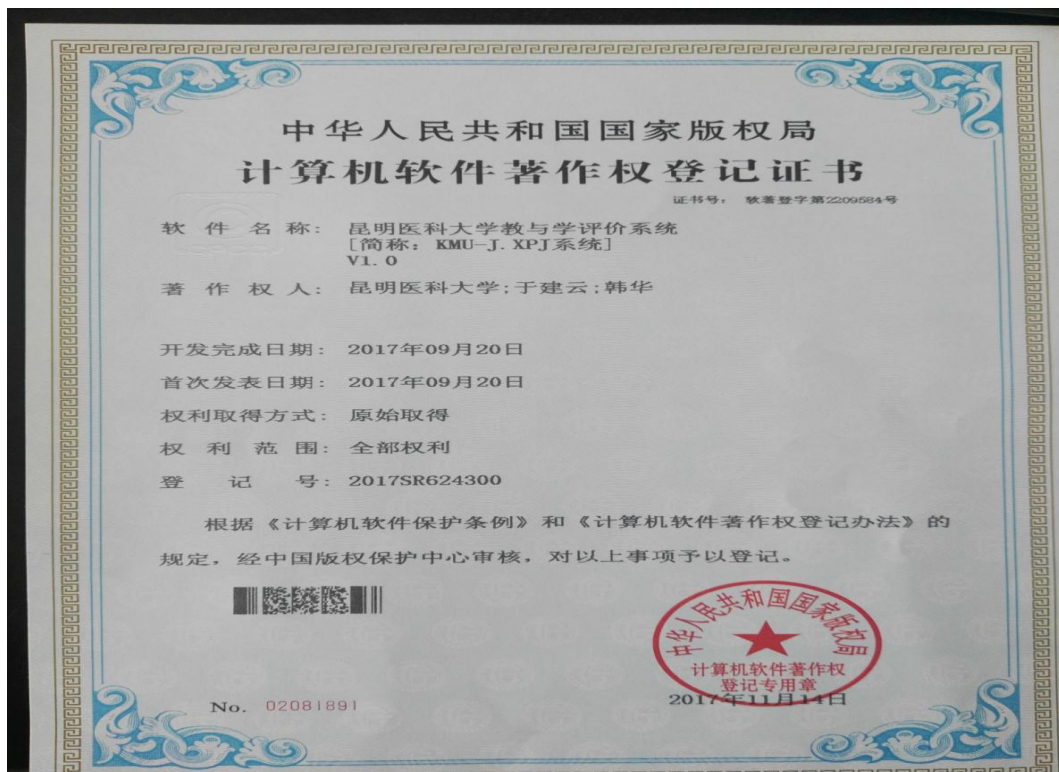 中华人民共和国国家版权局
计算机软件著作权登记证书
证书号： 软著登字第2209584号
软件名称： 昆明医科大学教与学评价系统
[简称：KMU-J.XPJ系统]
V1.0
著作权人： 昆明医科大学;于建云;韩华
开发完成日期： 2017年09月20日
首次发表日期： 2017年09月20日
权利取得方式： 原始取得
权利范围： 全部权利
登记号： 2017SR624300
根据《计算机软件保护条例》和《计算机软件著作权登记办法》的
规定，经中国版权保护中心审核，对以上事项予以登记。
中华人民共和国国家版权局
计算机软件著作权
登记专用章
2017年11月14日
No. 02081891